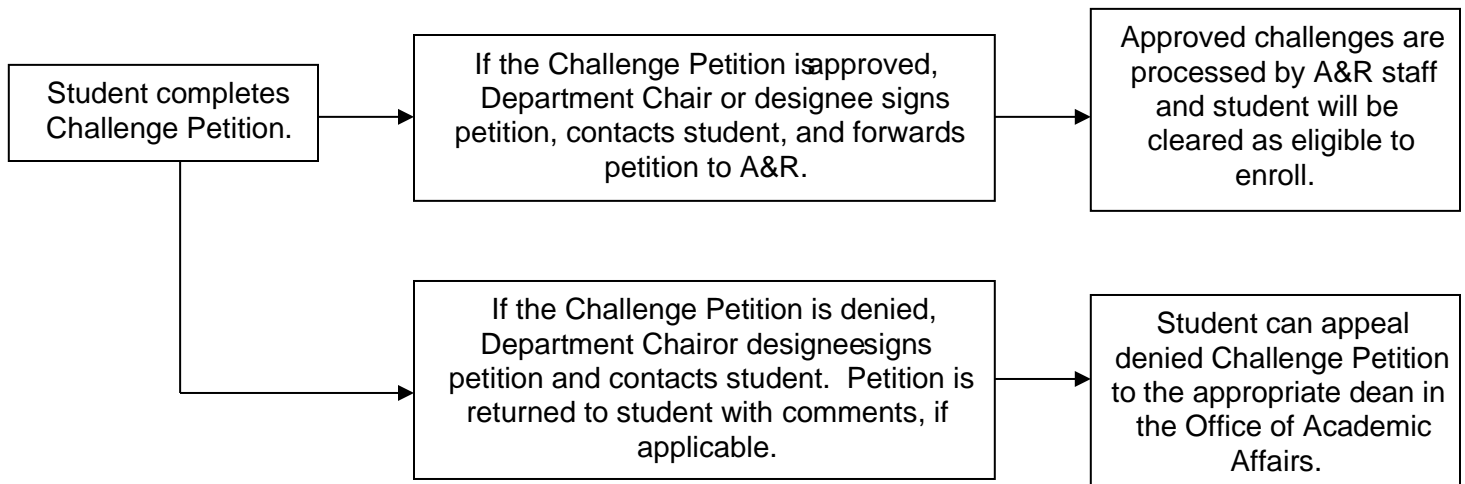 Student completes
Challenge Petition.
If the Challenge Petition isapproved,
Department Chair or designee signs
petition, contacts student, and forwards
petition to A&R.
Approved challenges are
processed by A&R staff
and student will be
cleared as eligible to
enroll.
If the Challenge Petition is denied,
Department Chairor designeesigns
petition and contacts student. Petition is
returned to student with comments, if
applicable.
Student can appeal
denied Challenge Petition
to the appropriate dean in
the Office of Academic
Affairs.